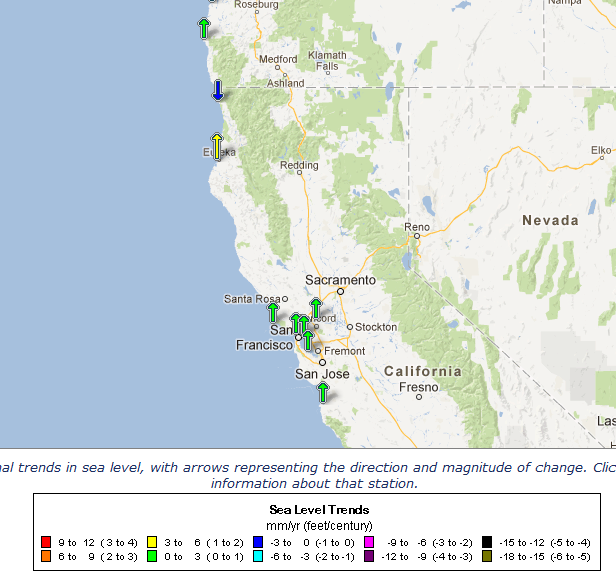 Roseburg
Nampa
Medford
Klamath
Falls
Ashland
Eureka
Redding
Elko
Nevada
Reno
Sacramento
Santa Rosa
Stockton
San
Francisco
Fremont
San Jose
California
Fresno
Las
nal trends in sea level, with arrows representing the direction and magnitude of change. Clic
information about that station.
Sea Level Trends
mm/yr (feet/century)
9 to 12 (3 to 4) 3 to 6 (1 to 2) -3 to 0 (-1 to 0) -9 to -6 (-3 to -2) -15 to -12 (-5 to -4)
6 to 9 (2 to 3) 0 to 3 (0 to 1) -6 to -3 (-2 to -1) -12 to -9 (-4 to -3) -18 to -15 (-6 to -5)